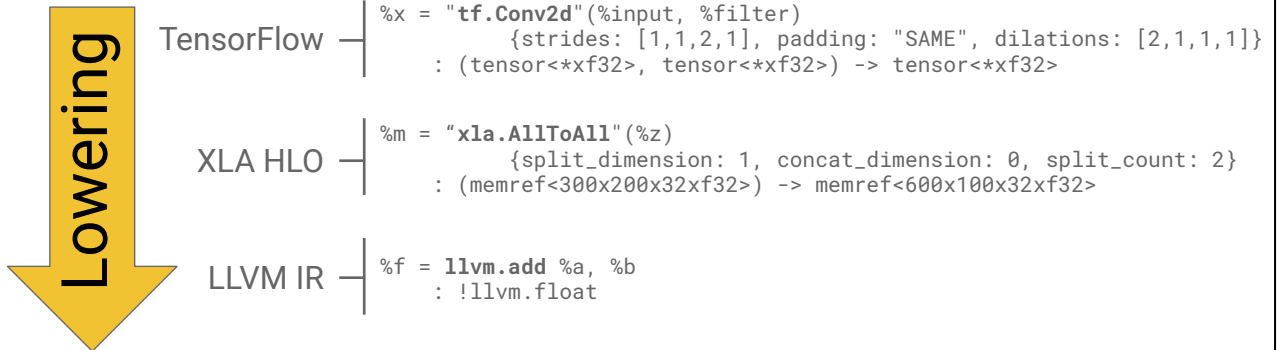 Lowering
TensorFlow
%x = "tf.Conv2d"(%input, %filter)
{strides: [1,1,2,1], padding: "SAME", dilations: [2,1,1,1]}
: (tensor<*xf32>, tensor<*xf32>) -> tensor<*xf32>
XLA HLO
%m = “xla.AllToAll"(%z)
{split_dimension: 1, concat_dimension: 0, split_count: 2}
: (memref<300x200x32xf32>) -> memref<600x100x32xf32>
LLVM IR
%f = llvm.add %a, %b
: !llvm.float